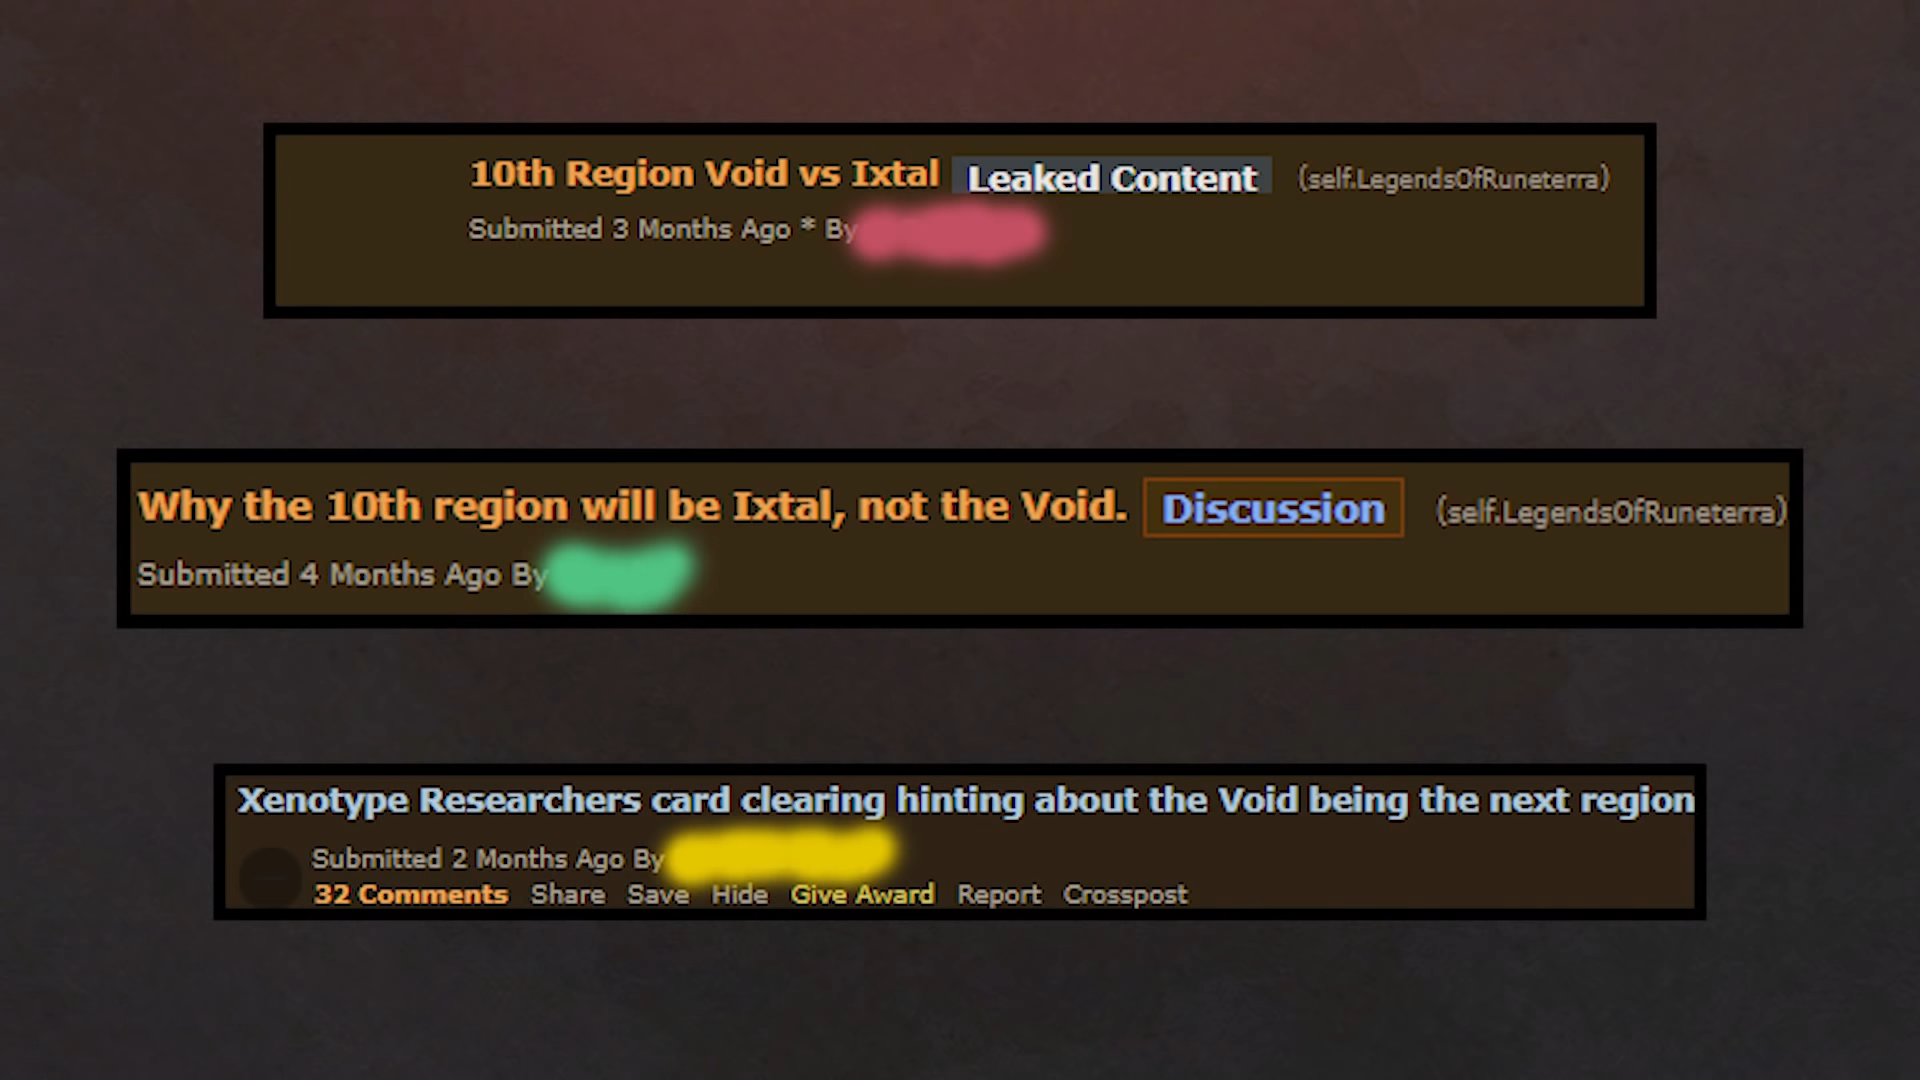 10th Region Void vs Ixtal Leaked Content (self.LegendsOfRuneterra)
Submitted 3 Months Ago * By
Why the 10th region will be Ixtal, not the Void. Discussion (self.LegendsOfRuneterra)
Submitted 4 Months Ago By
Xenotype Researchers card clearing hinting about the Void being the next region
Submitted 2 Months Ago By
32 Comments Share Save Hide Give Award Report Crosspost